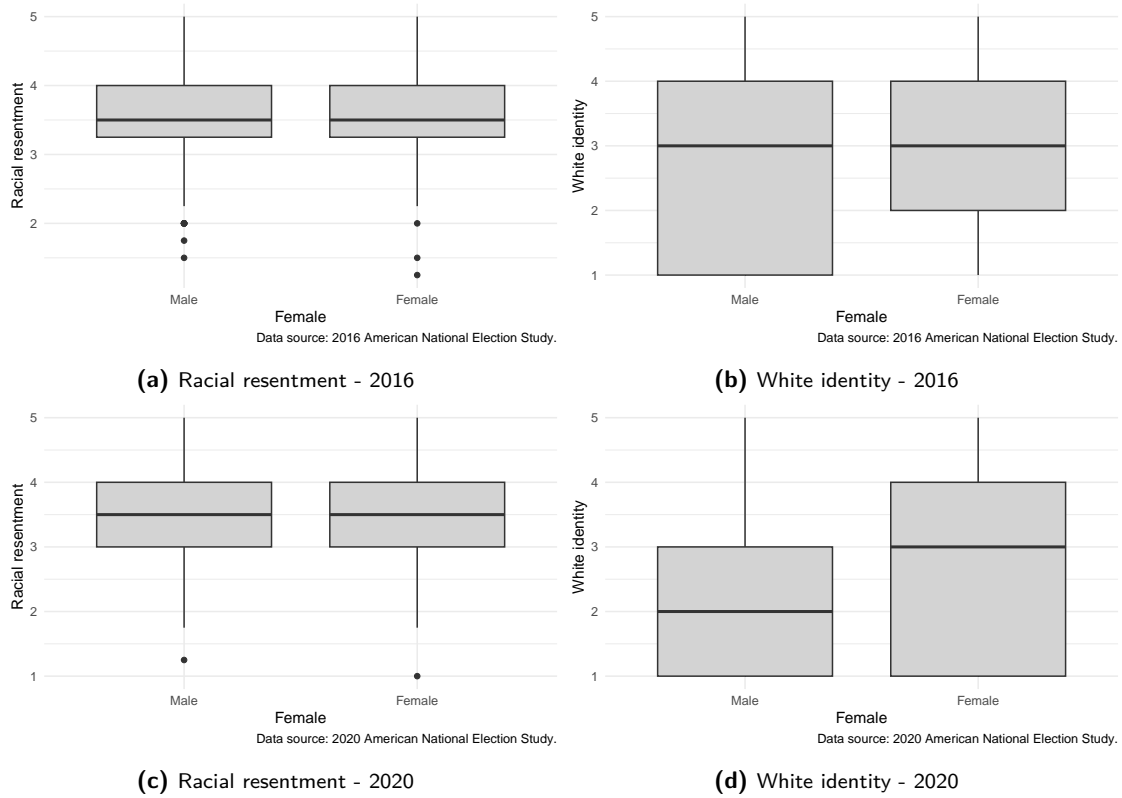 5
4
3
2
Racial resentment
Male
Female
Female
Data source: 2016 American National Election Study.
(a) Racial resentment - 2016
5
4
3
2
1
White identity
Male
Female
Female
Data source: 2016 American National Election Study.
(b) White identity - 2016
5
4
3
2
1
Racial resentment
Male
Female
Female
Data source: 2020 American National Election Study.
(c) Racial resentment - 2020
5
4
3
2
1
White identity
Male
Female
Female
Data source: 2020 American National Election Study.
(d) White identity - 2020